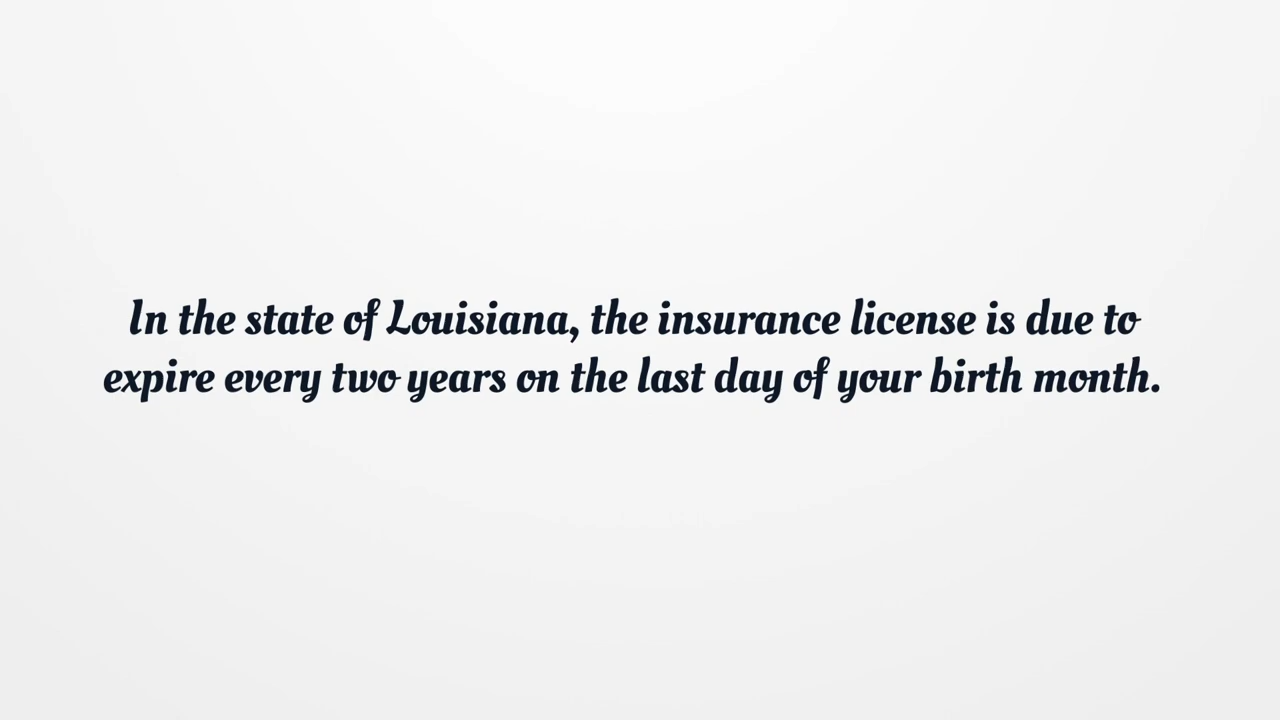 In the state of Louisiana, the insurance license is due to
expire every two years on the last day of your birth month.